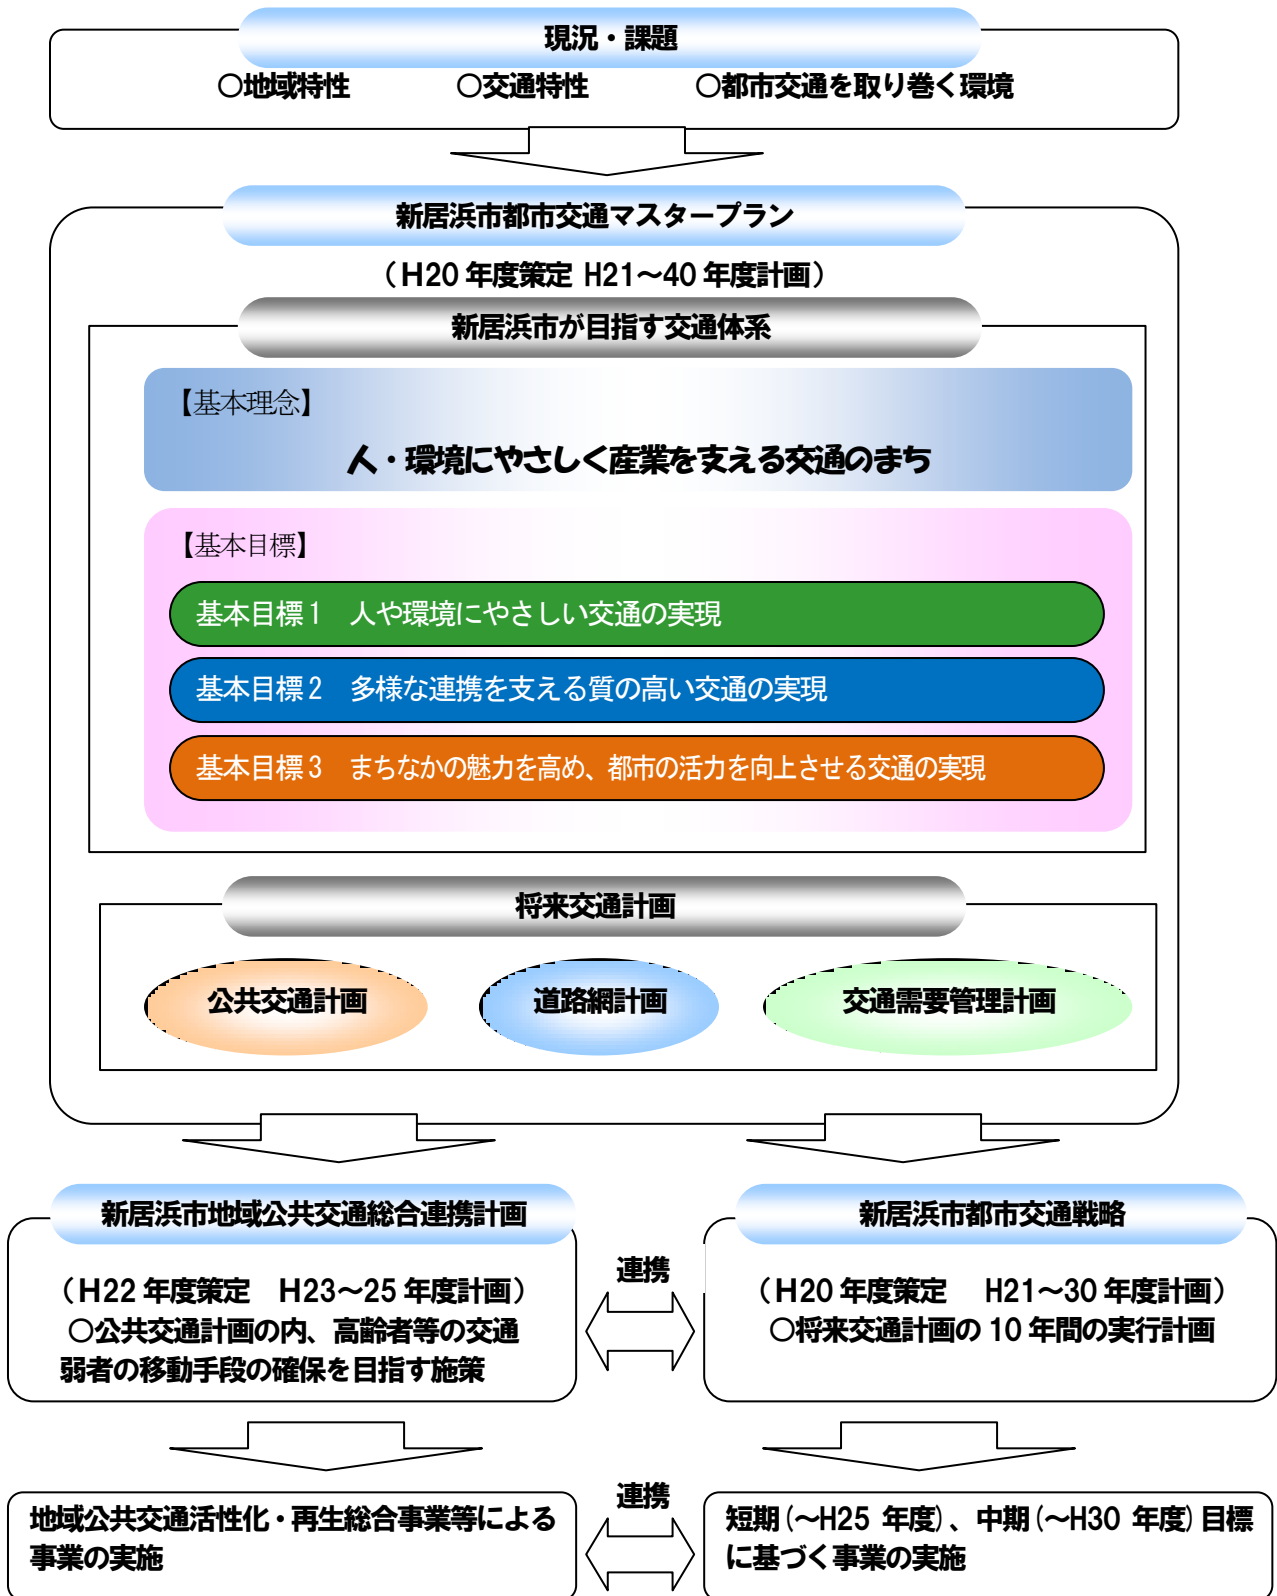 現況・課題
○地域特性 ○交通特性 ○都市交通を取り巻く環境
新居浜市都市交通マスタープラン
（H20 年度策定 H21～40 年度計画）
新居浜市が目指す交通体系
【基本理念】
人・環境にやさしく産業を支える交通のまち
【基本目標】
基本目標１ 人や環境にやさしい交通の実現
基本目標２ 多様な連携を支える質の高い交通の実現
基本目標３ まちなかの魅力を高め、都市の活力を向上させる交通の実現
将来交通計画
公共交通計画 道路網計画 交通需要管理計画
新居浜市地域公共交通総合連携計画
（H22 年度策定 H23～25 年度計画）
○公共交通計画の内、高齢者等の交通
弱者の移動手段の確保を目指す施策
連携
新居浜市都市交通戦略
（H20 年度策定 H21～30 年度計画）
○将来交通計画の 10 年間の実行計画
地域公共交通活性化・再生総合事業等による
事業の実施
連携
短期(～H25 年度)、中期(～H30 年度)目標
に基づく事業の実施